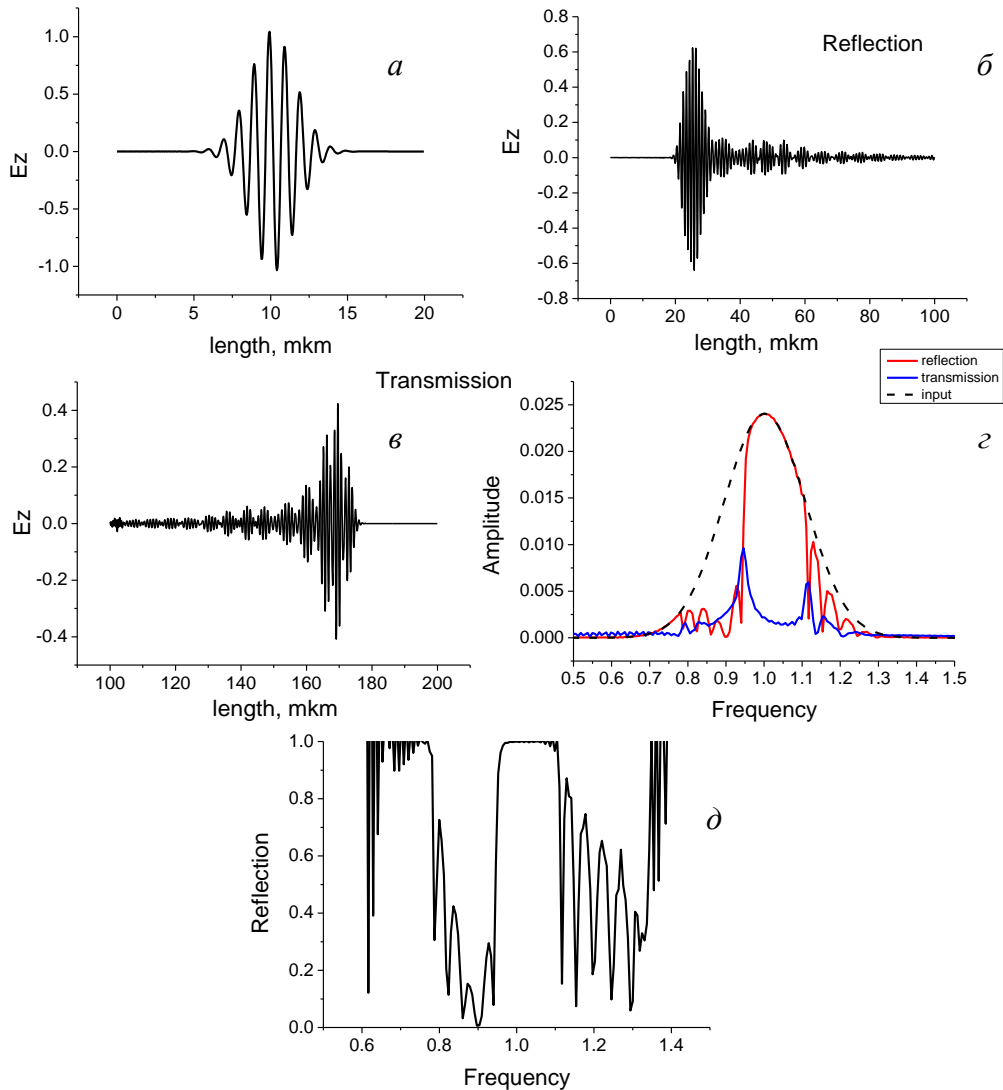 1.0
0.5
0.0
-0.5
-1.0
Ez
а
0 5 10 15 20
length, mkm
0.8
0.6
0.4
0.2
0.0
-0.2
-0.4
-0.6
-0.8
Ez
Reflection
б
0 20 40 60 80 100
length, mkm
Transmission
0.4
0.2
0.0
-0.2
-0.4
Ez
в
100 120 140 160 180 200
length, mkm
reflection
transmission
input
0.025
0.020
0.015
0.010
0.005
0.000
Amplitude
г
0.5 0.6 0.7 0.8 0.9 1.0 1.1 1.2 1.3 1.4 1.5
Frequency
1.0
0.8
0.6
0.4
0.2
0.0
Reflection
д
0.6 0.8 1.0 1.2 1.4
Frequency